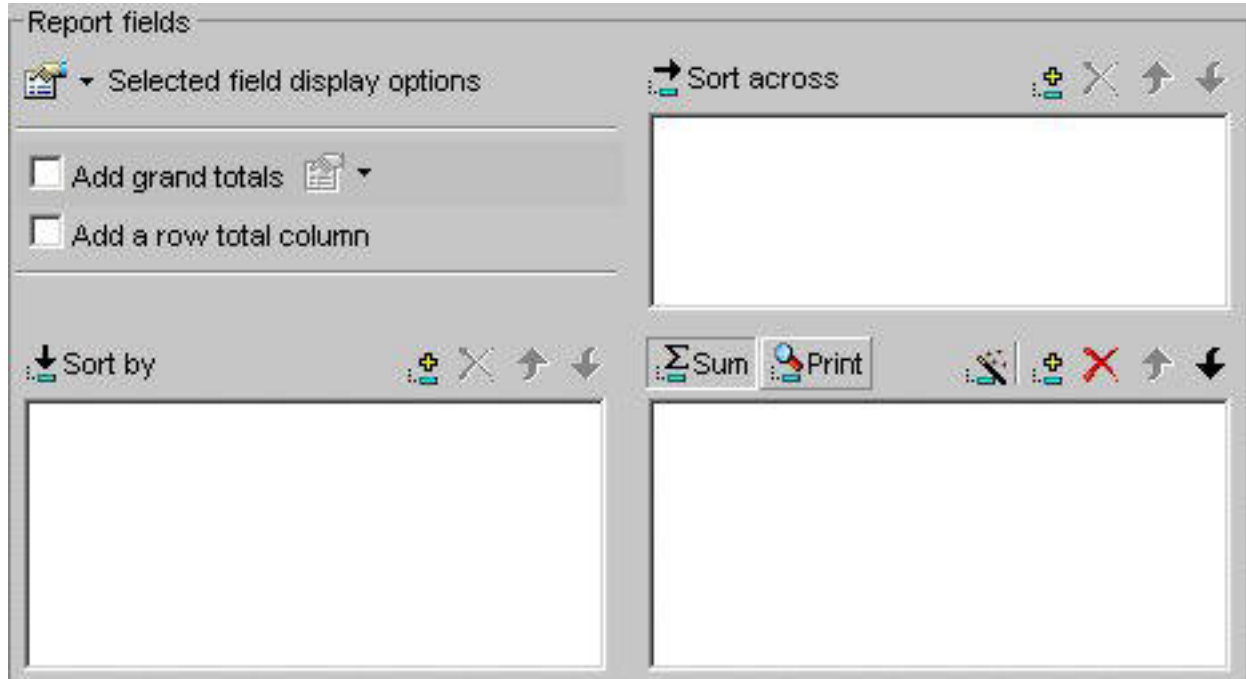 Report fields
Selected field display options
Sort across
Add grand totals
Add a row total column
Sort by
Sum
Print